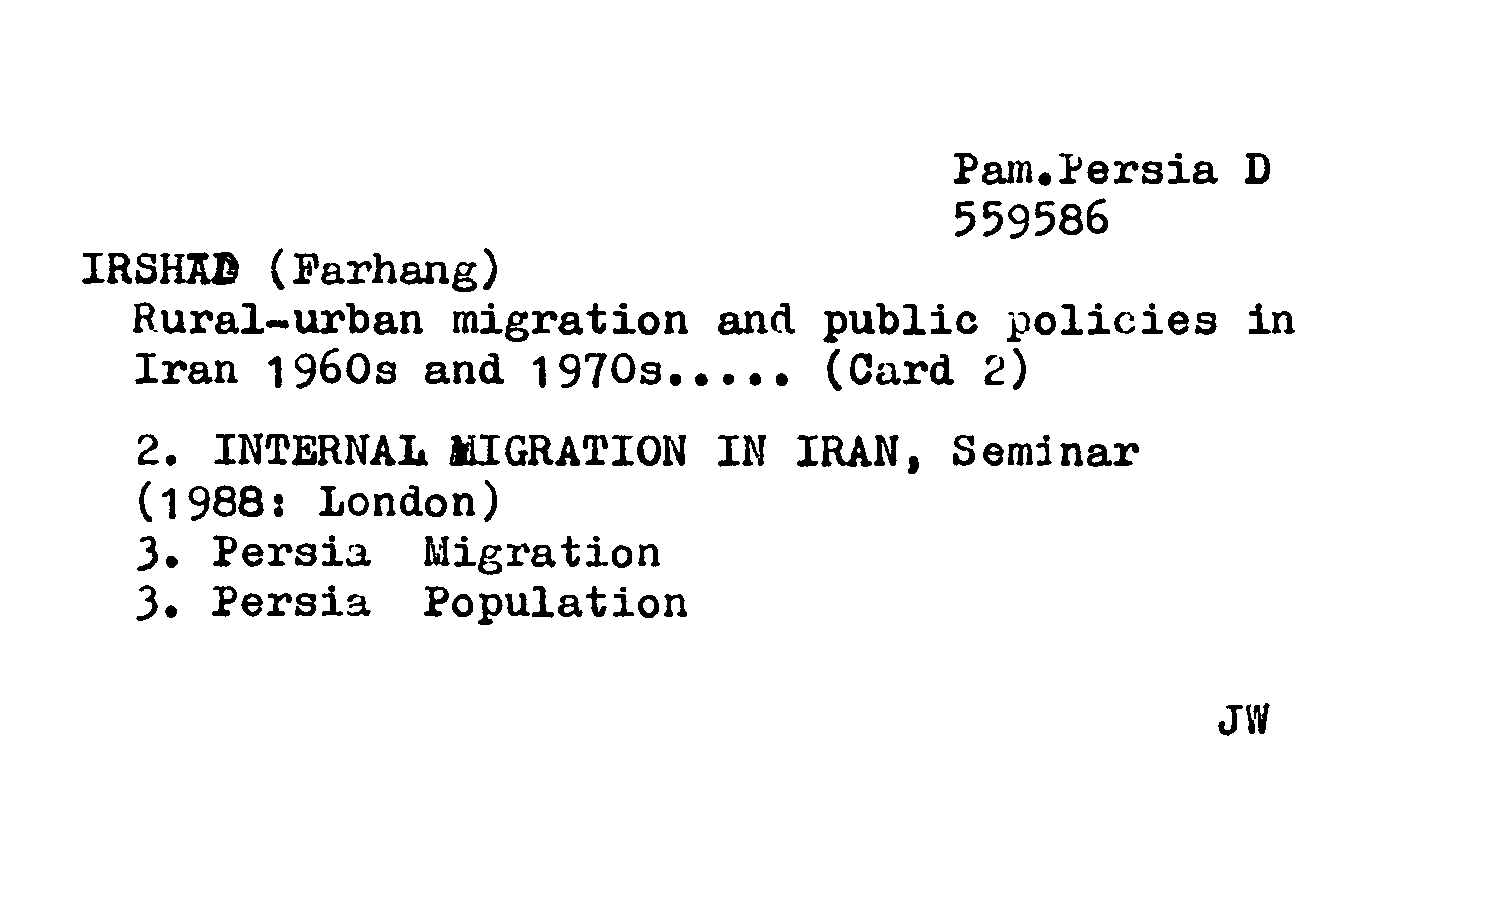 Pam.Persia D
559586
IRSHAD (Farhang)
Rural-urban migration and public policies in
Iran 1960s and 1970s..... (Card 2)
2. INTERNAL MIGRATION IN IRAN, Seminar
(1988: London)
3. Persia Migration
3. Persia Population
JW